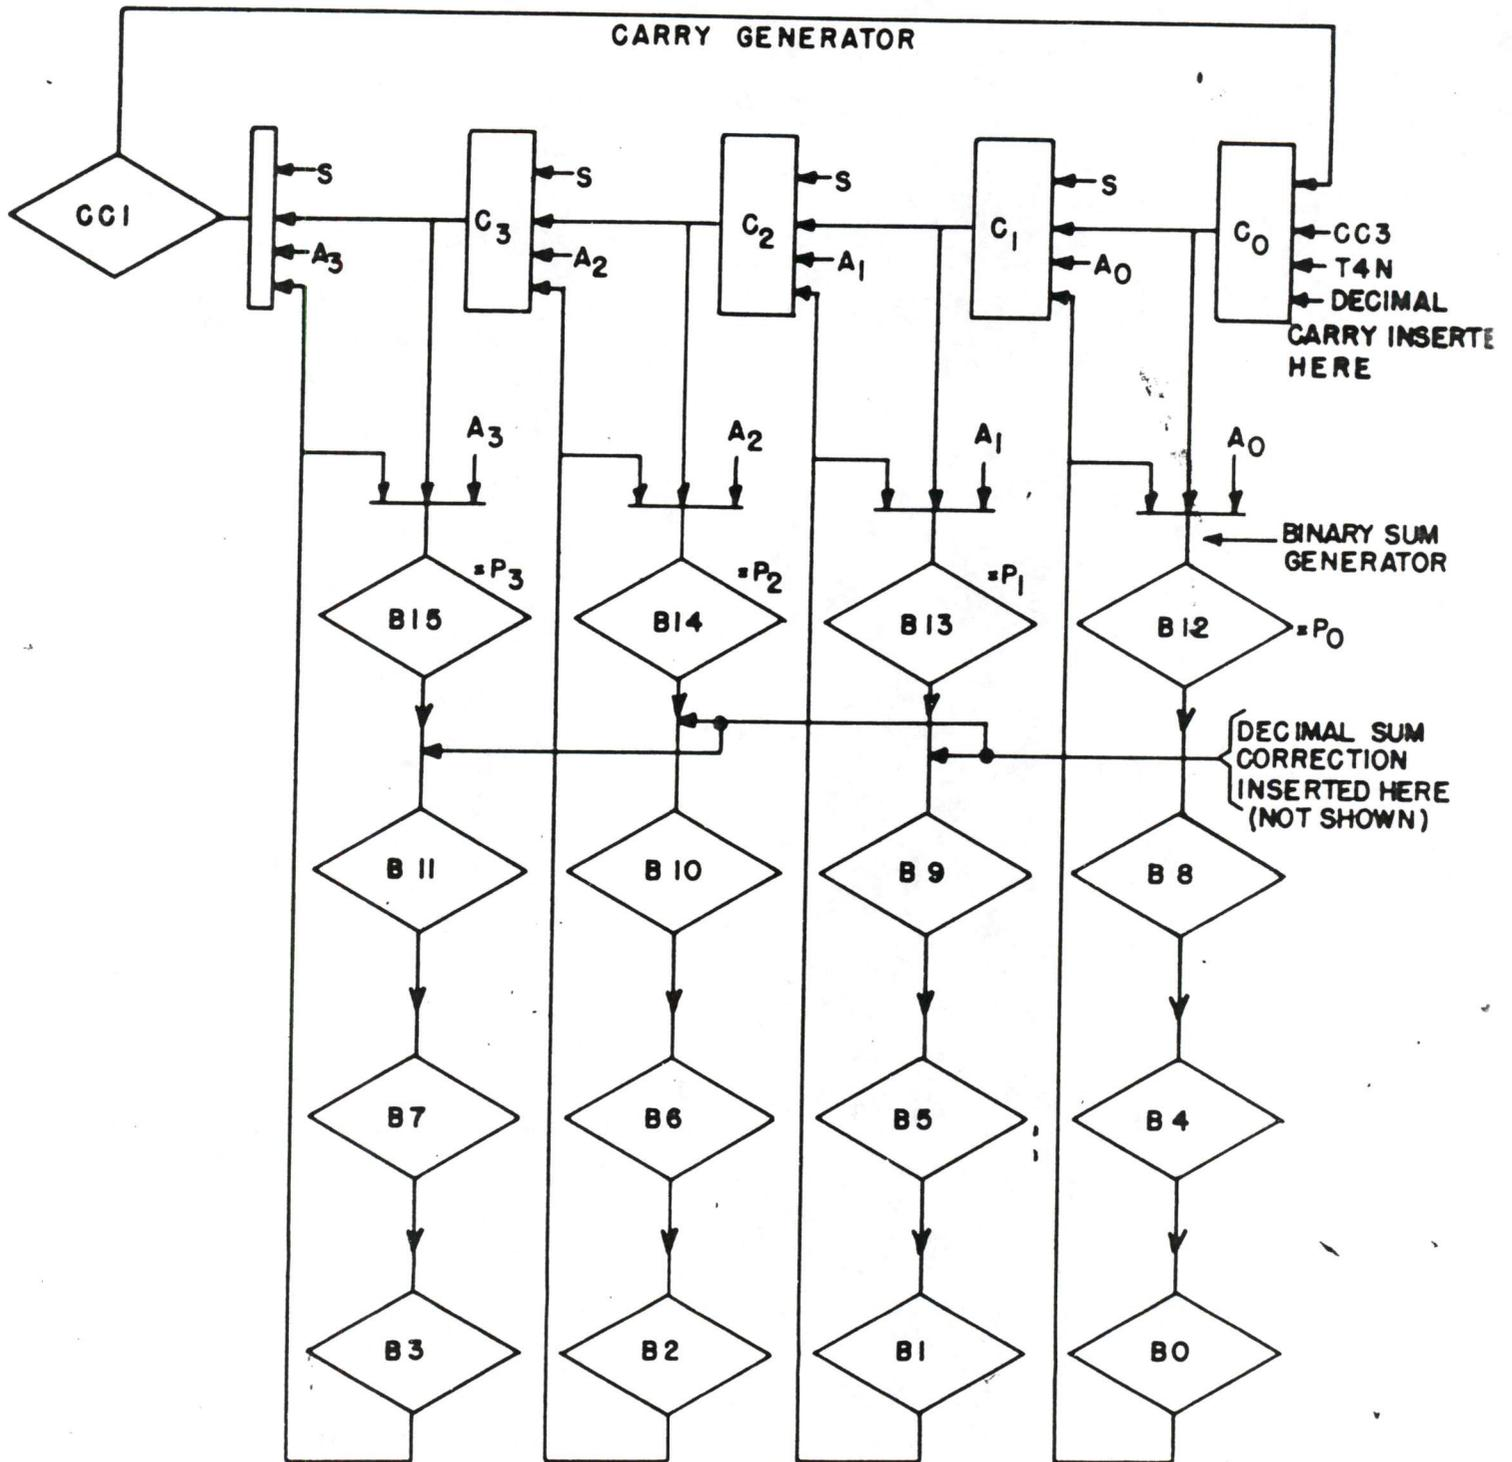 CARRY GENERATOR
CC1
S
A3
C3
S
A2
C2
S
A1
C1
S
A0
C0
CC3
T4N
DECIMAL
CARRY INSERTE
HERE
A3
A2
A1
A0
BINARY SUM
GENERATOR
B15
=P3
B14
=P2
B13
=P1
B12
=P0
DECIMAL SUM
CORRECTION
INSERTED HERE
(NOT SHOWN)
B11
B10
B9
B8
B7
B6
B5
B4
B3
B2
B1
B0